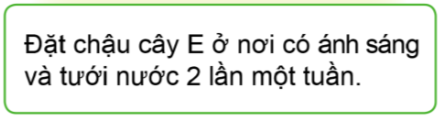 Đặt chậu cây E ở nơi có ánh sáng
và tưới nước 2 lần một tuần.